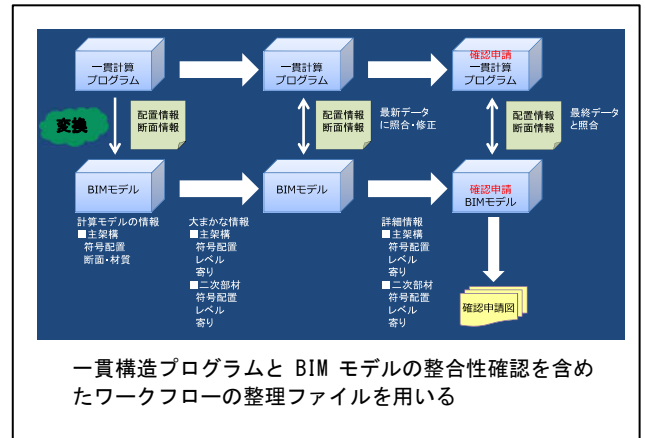 一貫計算
プログラム
一貫計算
プログラム
確認申請
一貫計算
プログラム
変換
配置情報
断面情報
配置情報
断面情報
最新データ
に照合・修正
配置情報
断面情報
最終データ
と照合
BIMモデル
BIMモデル
確認申請
BIMモデル
計算モデルの情報
■主架構
符号配置
断面・材質
大まかな情報
■主架構
符号配置
レベル
寄り
■二次部材
符号配置
レベル
寄り
詳細情報
■主架構
符号配置
レベル
寄り
■二次部材
符号配置
レベル
寄り
確認申請図
一貫構造プログラムと BIM モデルの整合性確認を含め
たワークフローの整理ファイルを用いる